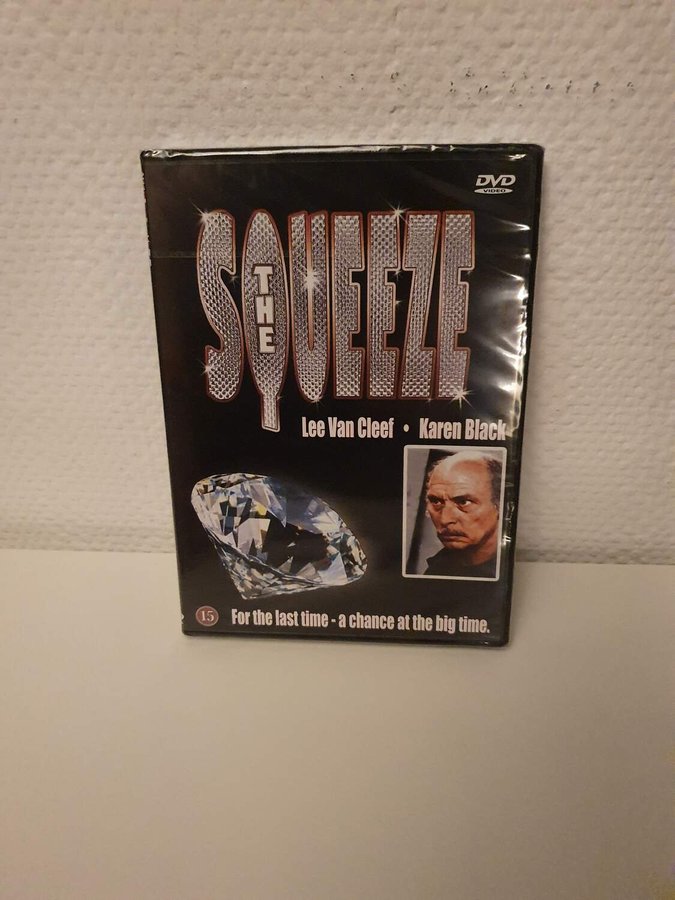 DVD
VIDEO
THE
SQUEEZE
Lee Van Cleef • Karen Black
15
For the last time - a chance at the big time.